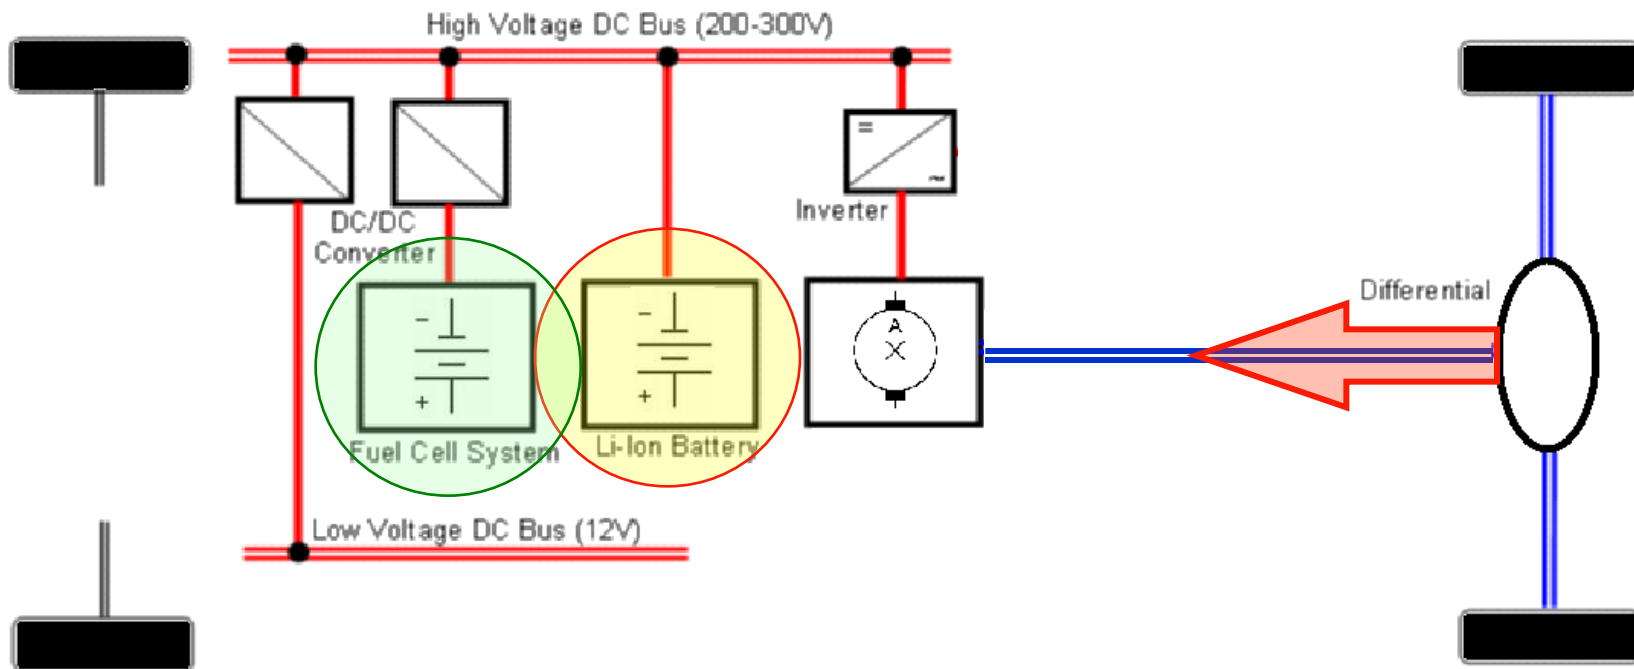 High Voltage DC Bus (200-300V)
=
~
Inverter
DC/DC
Converter
Differential
-
-
A
+
+
Fuel Cell System
Li-Ion Battery
Low Voltage DC Bus (12V)